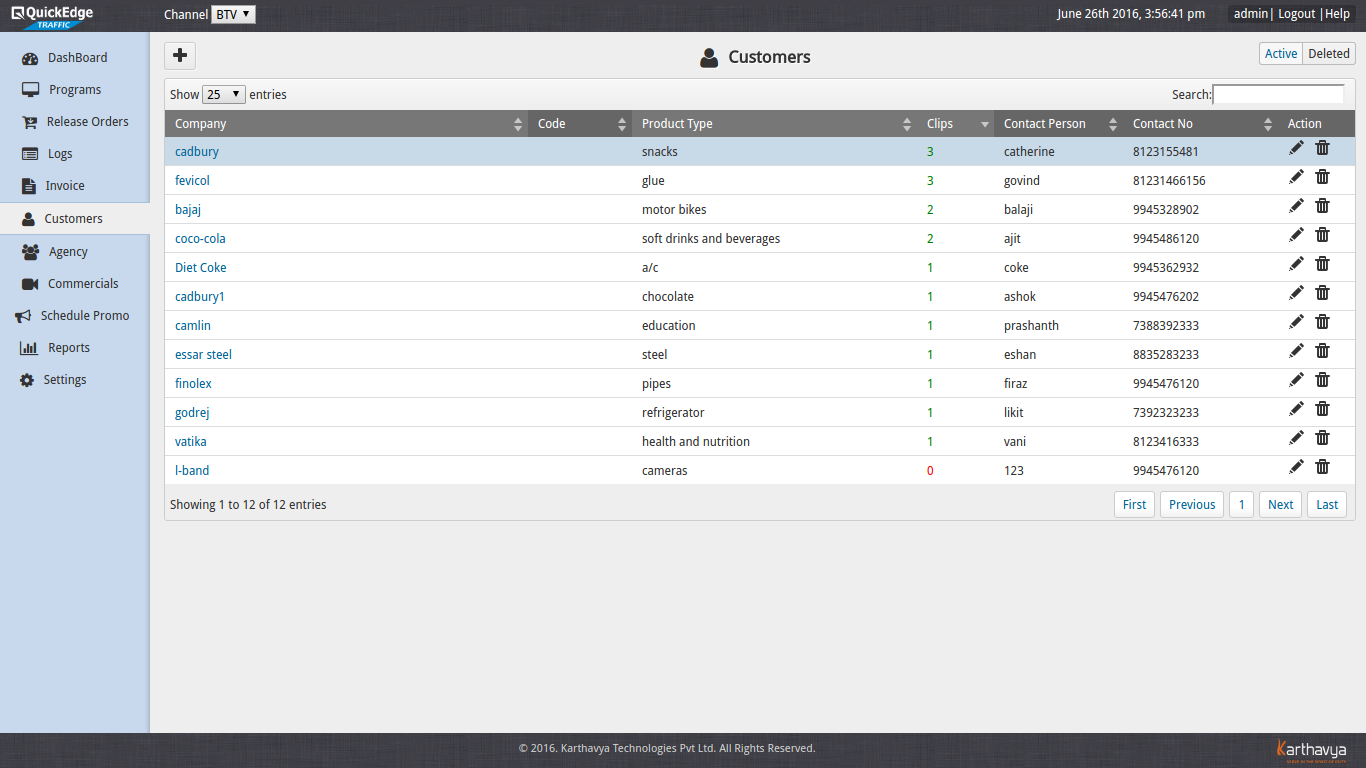 QuickEdge
TRAFFIC
Channel BTV
June 26th 2016, 3:56:41 pm
admin| Logout |Help
DashBoard
Programs
Release Orders
Logs
Invoice
Customers
Agency
Commercials
Schedule Promo
Reports
Settings
Customers
Active Deleted
Show 25 entries
Search:
Company Code Product Type Clips Contact Person Contact No Action
cadbury snacks 3 catherine 8123155481
fevicol glue 3 govind 81231466156
bajaj motor bikes 2 balaji 9945328902
coco-cola soft drinks and beverages 2 ajit 9945486120
Diet Coke a/c 1 coke 9945362932
cadbury1 chocolate 1 ashok 9945476202
camlin education 1 prashanth 7388392333
essar steel steel 1 eshan 8835283233
finolex pipes 1 firaz 9945476120
godrej refrigerator 1 likit 7392323233
vatika health and nutrition 1 vani 8123416333
l-band cameras 0 123 9945476120
Showing 1 to 12 of 12 entries
First Previous 1 Next Last
© 2016. Karthavya Technologies Pvt Ltd. All Rights Reserved.
Karthavya